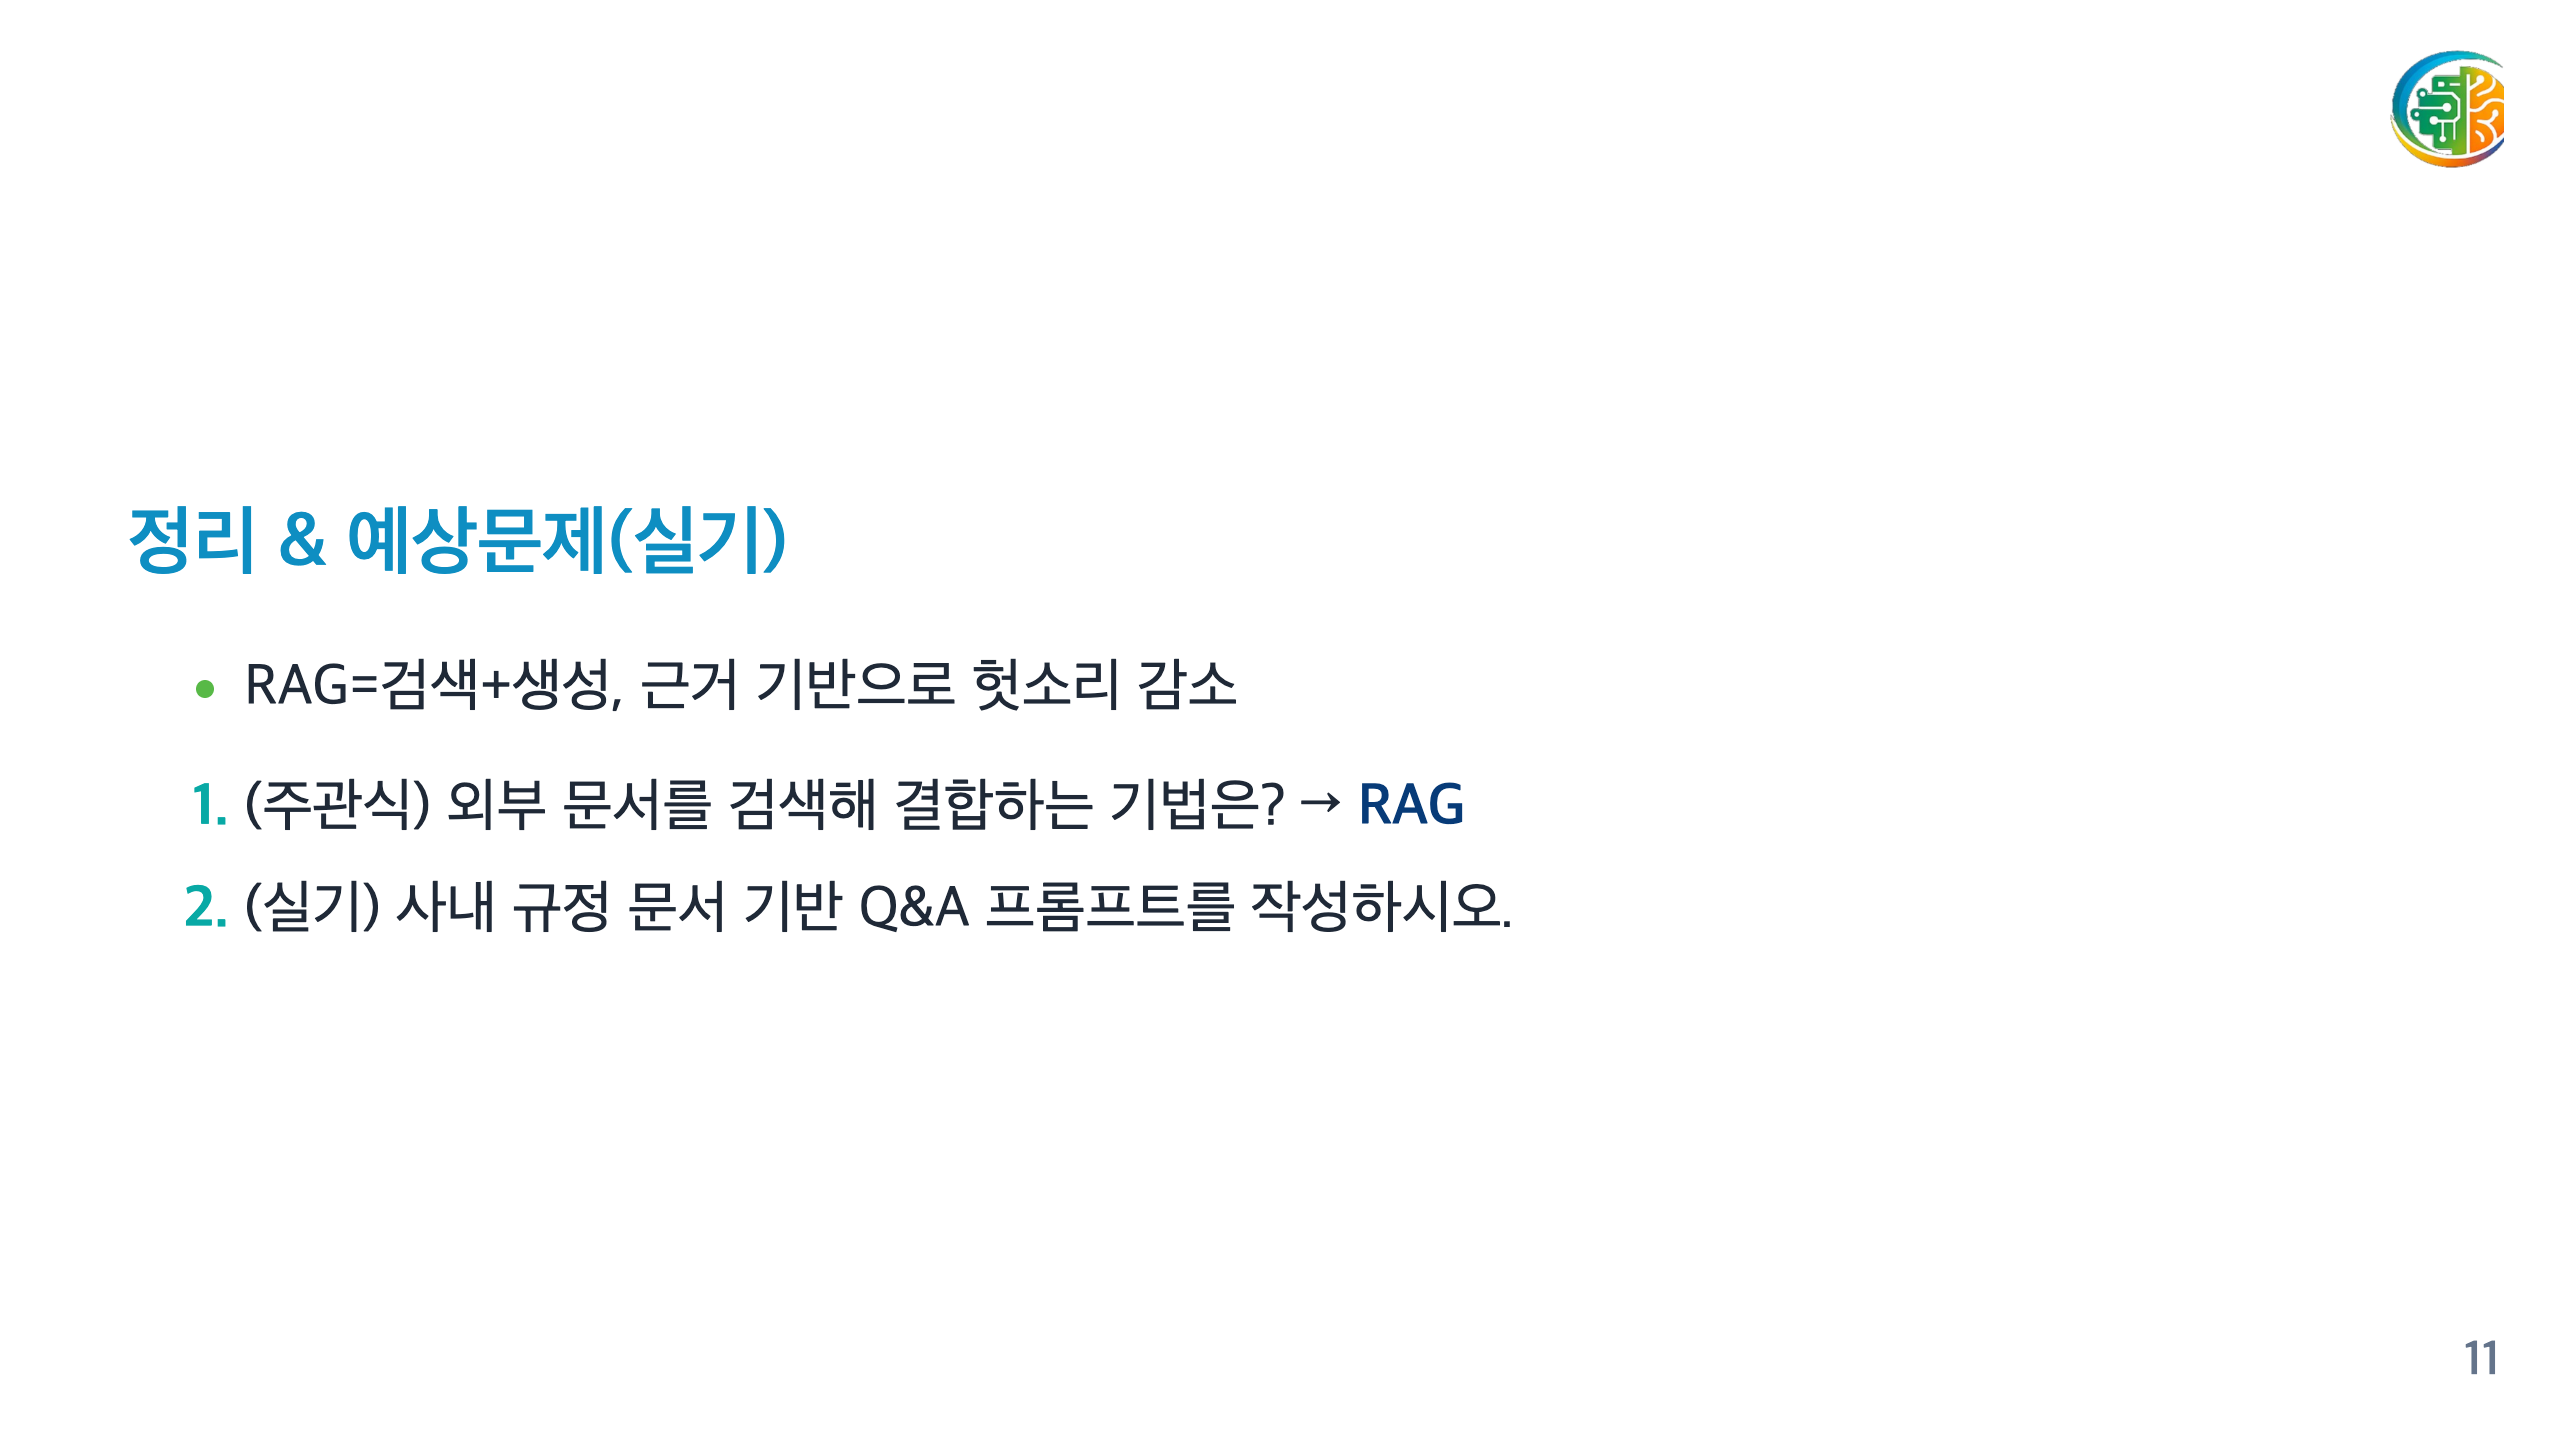 정리 & 예상문제(실기)
• RAG=검색+생성, 근거 기반으로 헛소리 감소
1. (주관식) 외부 문서를 검색해 결합하는 기법은? → RAG
2. (실기) 사내 규정 문서 기반 Q&A 프롬프트를 작성하시오.
11